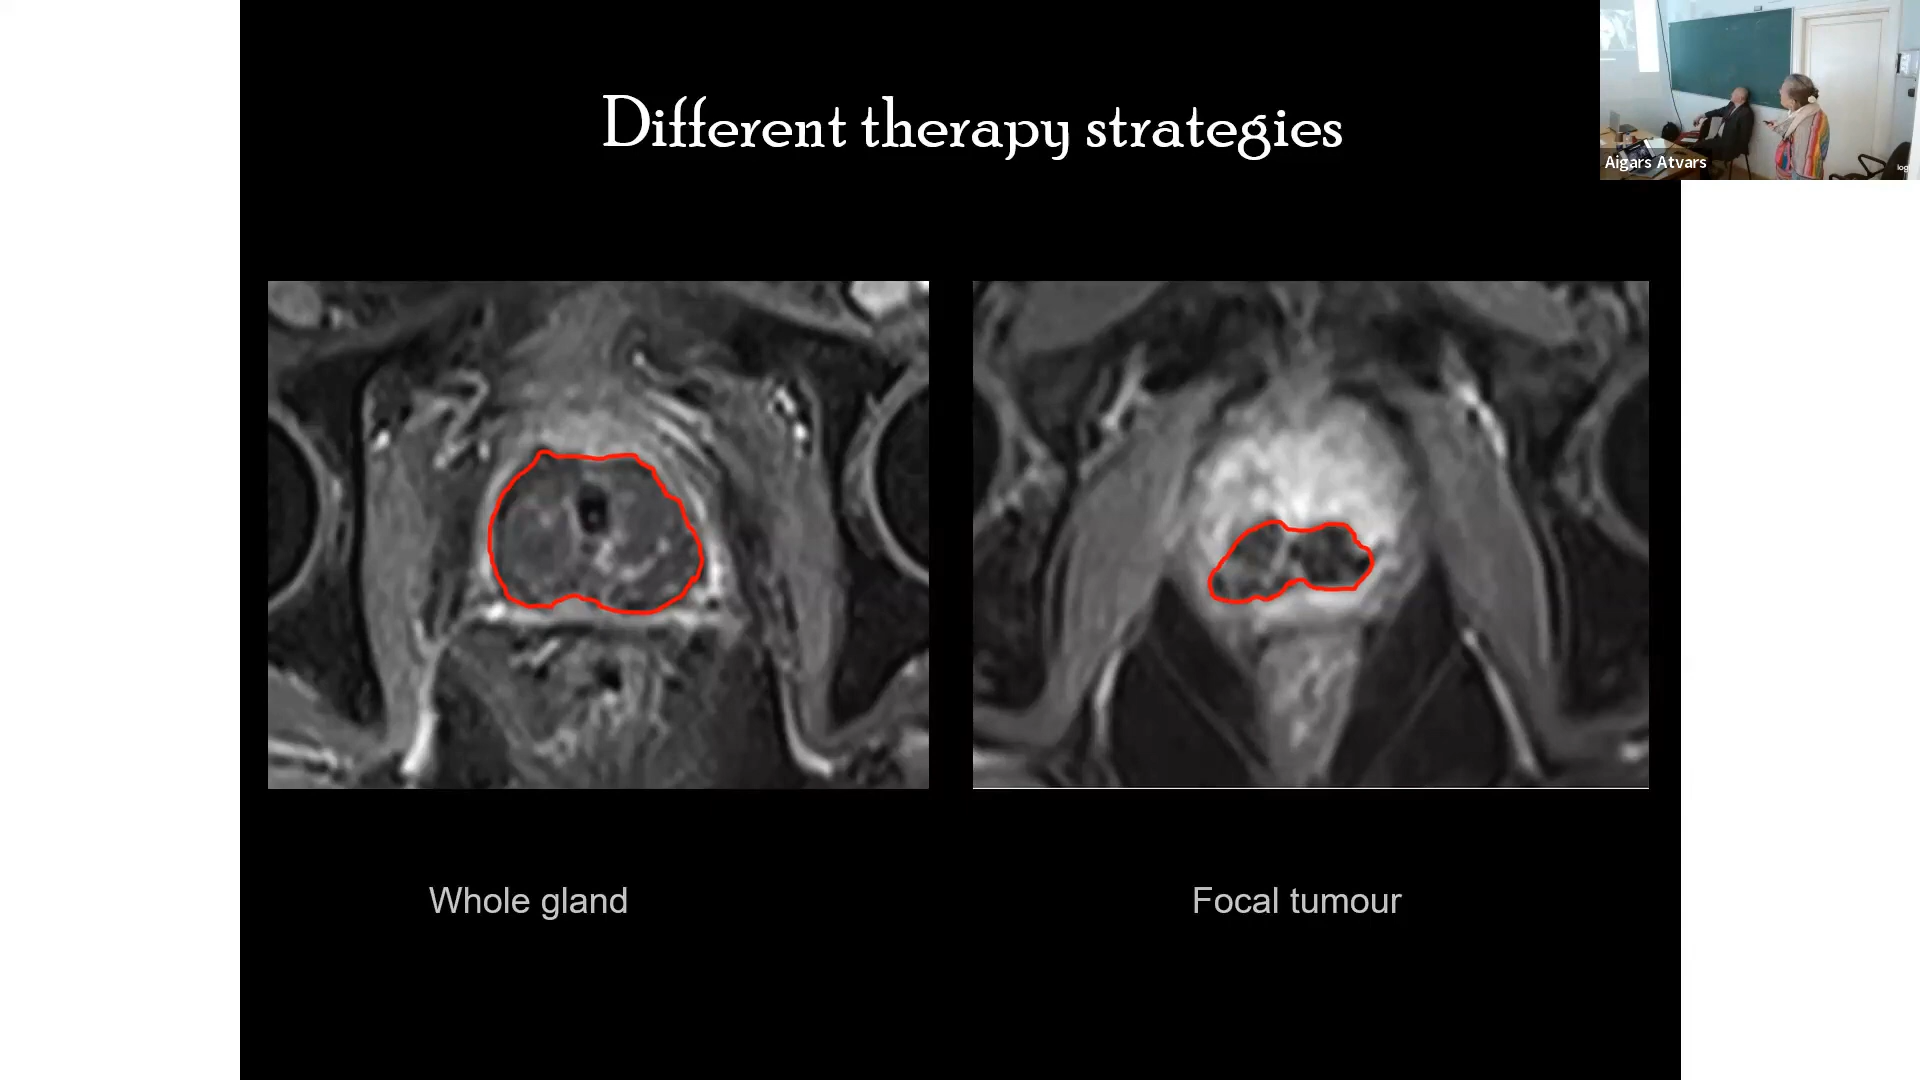 Different therapy strategies
Aigars Atvars
Whole gland
Focal tumour